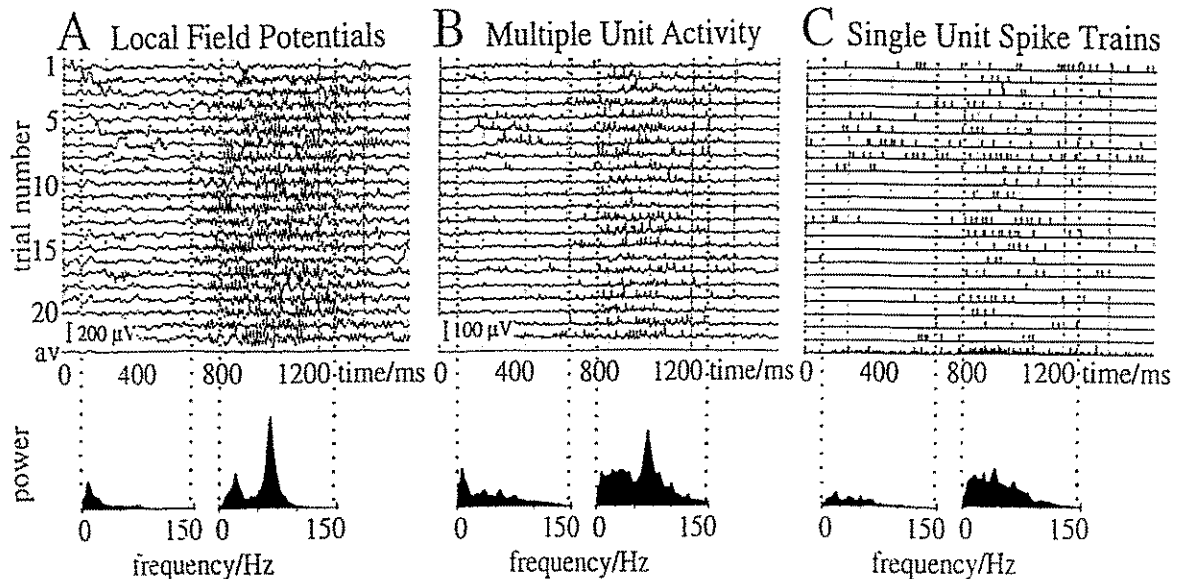 A Local Field Potentials
B Multiple Unit Activity
C Single Unit Spike Trains
trial number
1
5
10
15
20
200 μV
100 μV
av
0 400 800 1200 time/ms
0 400 800 1200 time/ms
0 400 800 1200 time/ms
power
0 150 0 150
0 150 0 150
0 150 0 150
frequency/Hz
frequency/Hz
frequency/Hz